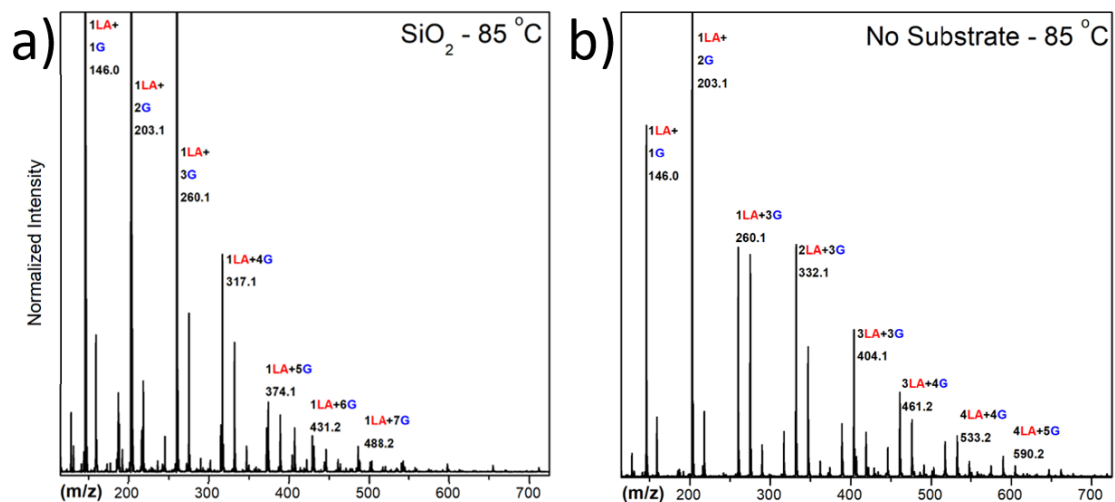 a)
SiO₂ - 85 °C
Normalized Intensity
1LA+
1G
146.0
1LA+
2G
203.1
1LA+
3G
260.1
1LA+4G
317.1
1LA+5G
374.1
1LA+6G
431.2
1LA+7G
488.2
(m/z) 200 300 400 500 600 700
b)
No Substrate - 85 °C
1LA+
2G
203.1
1LA+
1G
146.0
1LA+3G
260.1
2LA+3G
332.1
3LA+3G
404.1
3LA+4G
461.2
4LA+4G
533.2
4LA+5G
590.2
(m/z) 200 300 400 500 600 700